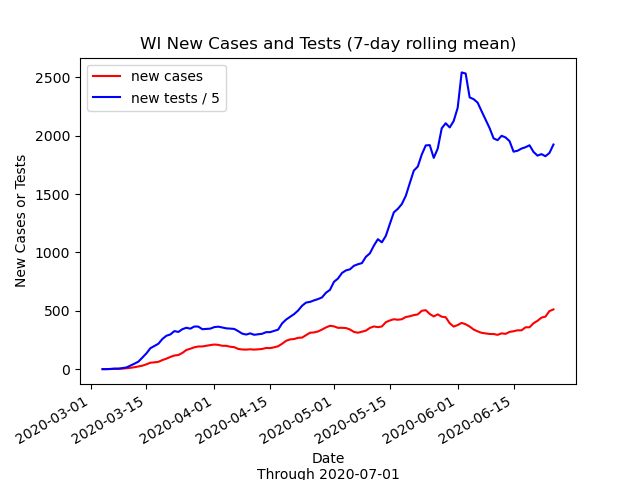 WI New Cases and Tests (7-day rolling mean)
new cases
new tests / 5
New Cases or Tests
2500
2000
1500
1000
500
0
2020-03-01
2020-03-15
2020-04-01
2020-04-15
2020-05-01
2020-05-15
2020-06-01
2020-06-15
Date
Through 2020-07-01